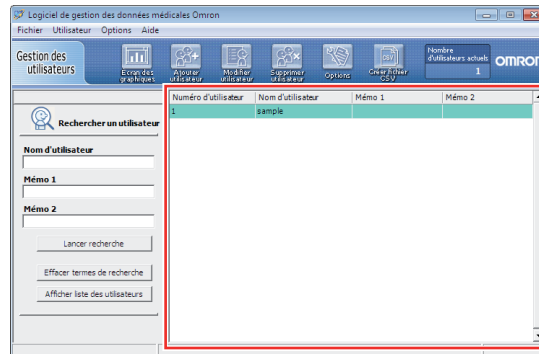 Logiciel de gestion des données médicales Omron
Fichier Utilisateur Options Aide
Gestion des
utilisateurs
Ecran des
graphiques
Ajouter
utilisateur
Modifier
utilisateur
Supprimer
utilisateur
Options
Créer fichier
CSV
CSV
Nombre
d'utilisateurs actuels
1
OMRON
Rechercher un utilisateur
Nom d'utilisateur
Mémo 1
Mémo 2
Lancer recherche
Effacer termes de recherche
Afficher liste des utilisateurs
Numéro d'utilisateur Nom d'utilisateur Mémo 1 Mémo 2
1 sample